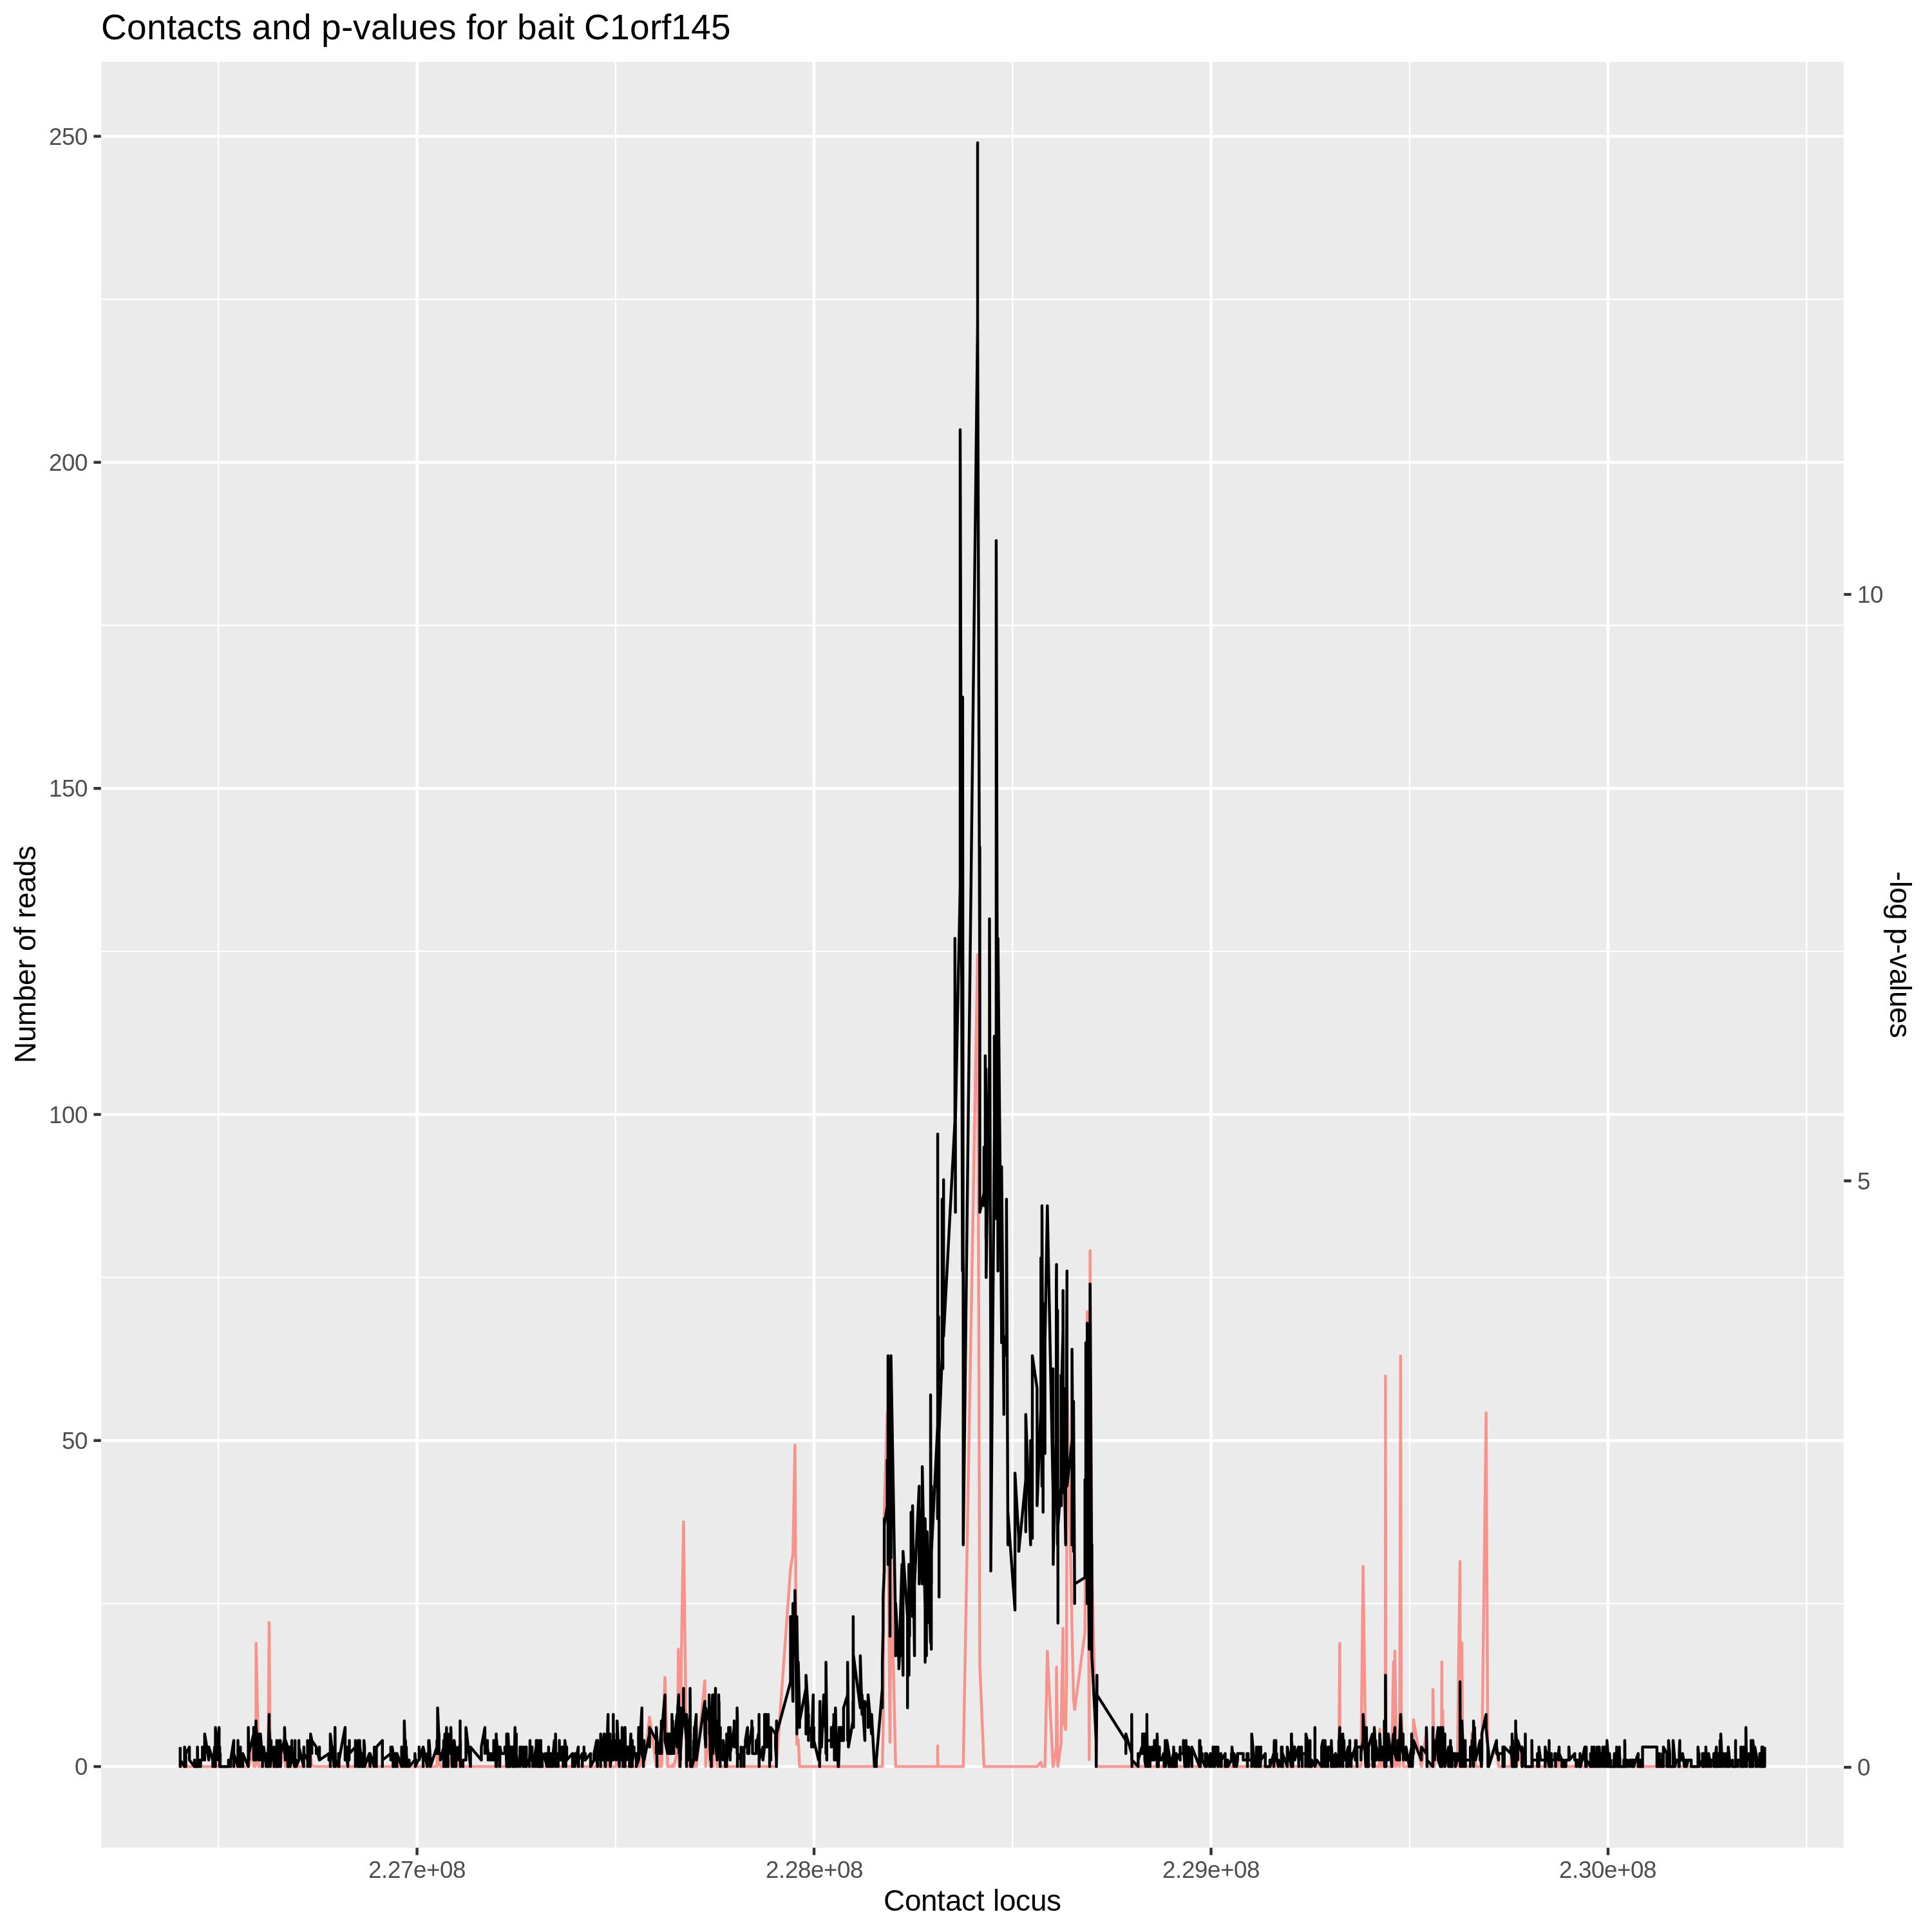 Contacts and p-values for bait C1orf145
250
200
150
100
50
0
Number of reads
10
5
0
-log p-values
2.27e+08 2.28e+08 2.29e+08 2.30e+08
Contact locus